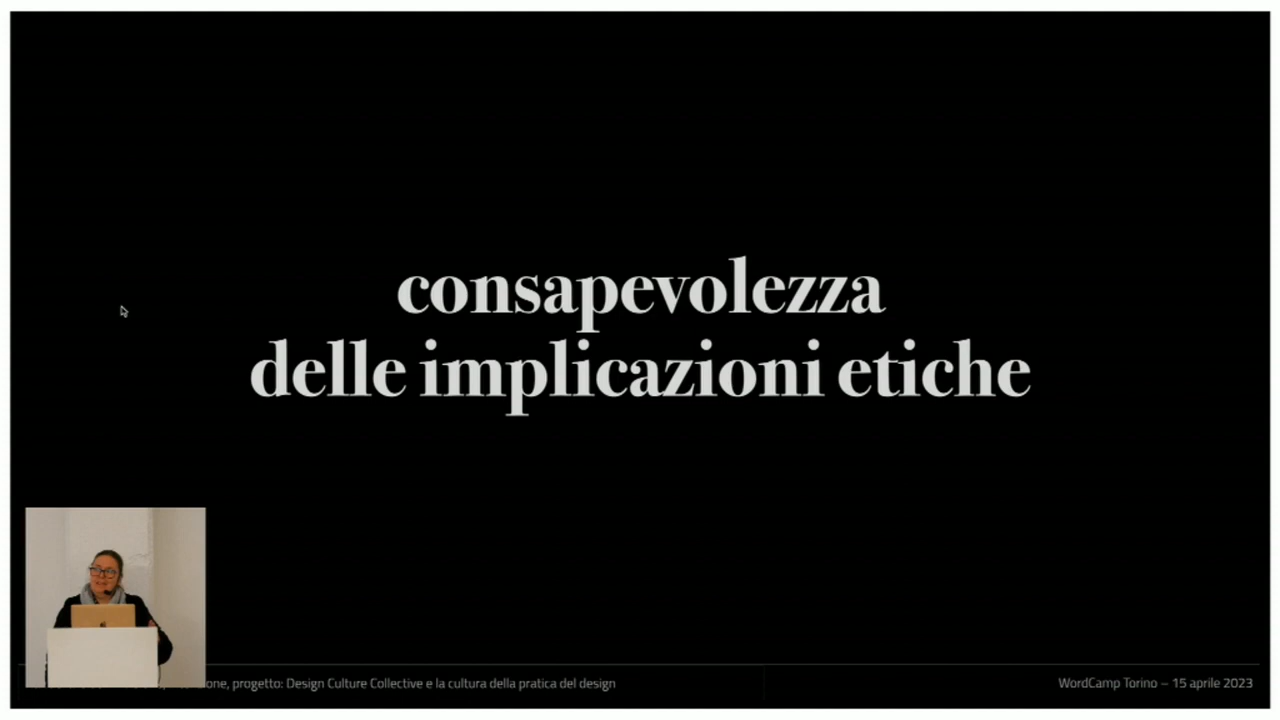 consapevolezza
delle implicazioni etiche
progetto: Design Culture Collective e la cultura della pratica del design
WordCamp Torino – 15 aprile 2023